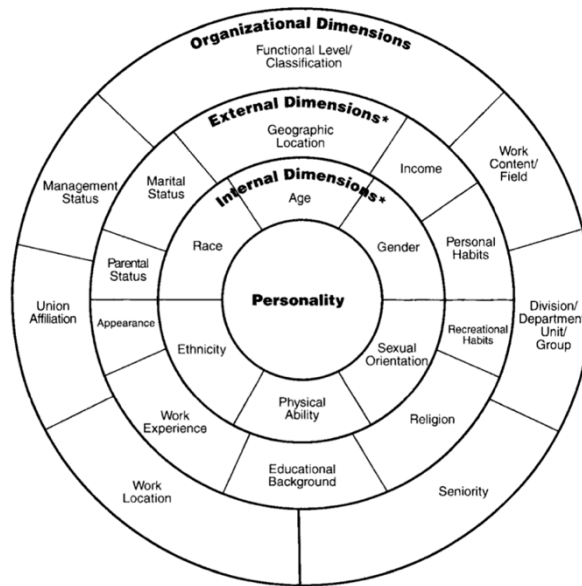 Organizational Dimensions
Functional Level/
Classification
External Dimensions*
Geographic
Location
Internal Dimensions*
Age
Management
Status
Marital
Status
Income
Work
Content/
Field
Race
Gender
Personal
Habits
Parental
Status
Personality
Union
Affiliation
Appearance
Recreational
Habits
Division/
Department/
Unit/
Group
Ethnicity
Sexual
Orientation
Physical
Ability
Work
Experience
Religion
Educational
Background
Work
Location
Seniority